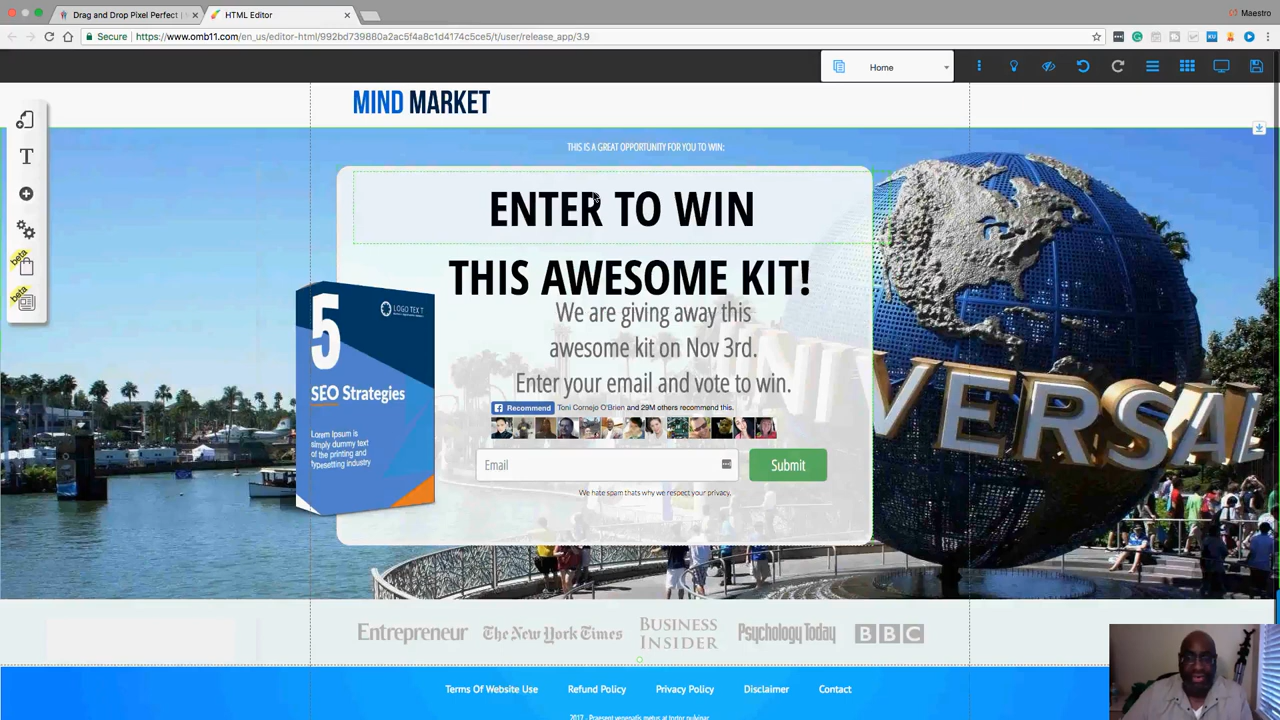 Drag and Drop Pixel Perfect |
HTML Editor
Maestro
Secure
https://www.omb11.com/en_us/editor-html/992bd739880a2ac5f4a8c1d4174c5ce5/t/user/release_app/3.9
Home
MIND MARKET
THIS IS A GREAT OPPORTUNITY FOR YOU TO WIN:
ENTER TO WIN
THIS AWESOME KIT!
We are giving away this
awesome kit on Nov 3rd.
Enter your email and vote to win.
Recommend Toni Cornejo O'Brien and 29M others recommend this.
Email
Submit
We hate spam thats why we respect your privacy.
beta
beta
LOGO TEXT
5
SEO Strategies
Lorem Ipsum is
simply dummy text
of the printing and
typesetting industry
VERSAL
Entrepreneur
The New York Times
BUSINESS
INSIDER
Psychology Today
BBC
Terms Of Website Use
Refund Policy
Privacy Policy
Disclaimer
Contact